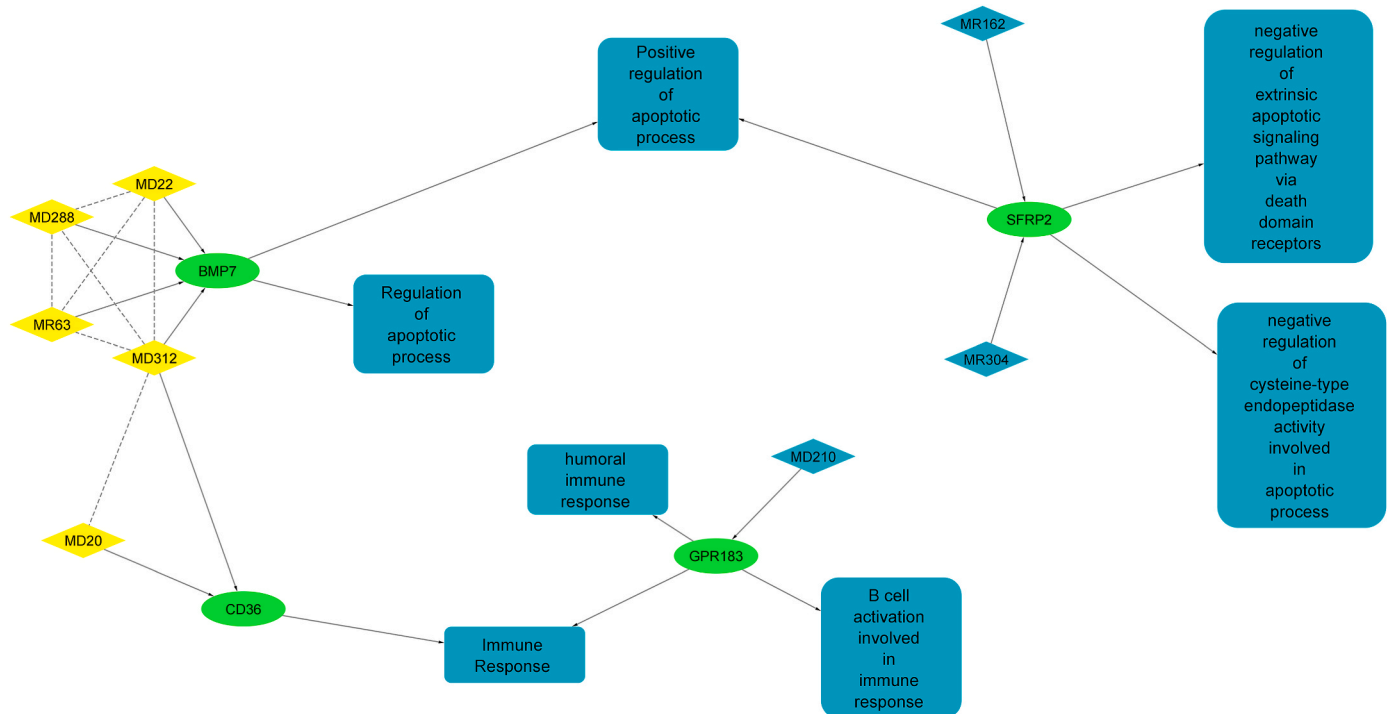 MR162
negative
regulation
of
extrinsic
apoptotic
signaling
pathway
via
death
domain
receptors
Positive
regulation
of
apoptotic
process
MD22
MD288
SFRP2
BMP7
Regulation
of
apoptotic
process
MR63
MD312
MR304
negative
regulation
of
cysteine-type
endopeptidase
activity
involved
in
apoptotic
process
humoral
immune
response
MD210
MD20
GPR183
CD36
Immune
Response
B cell
activation
involved
in
immune
response